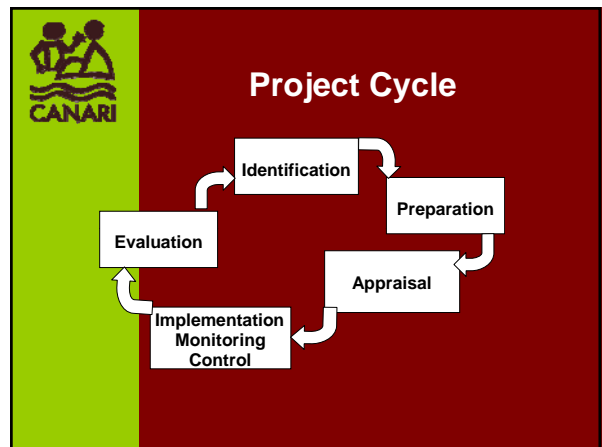 CANARI
Project Cycle
Identification
Preparation
Appraisal
Implementation
Monitoring
Control
Evaluation